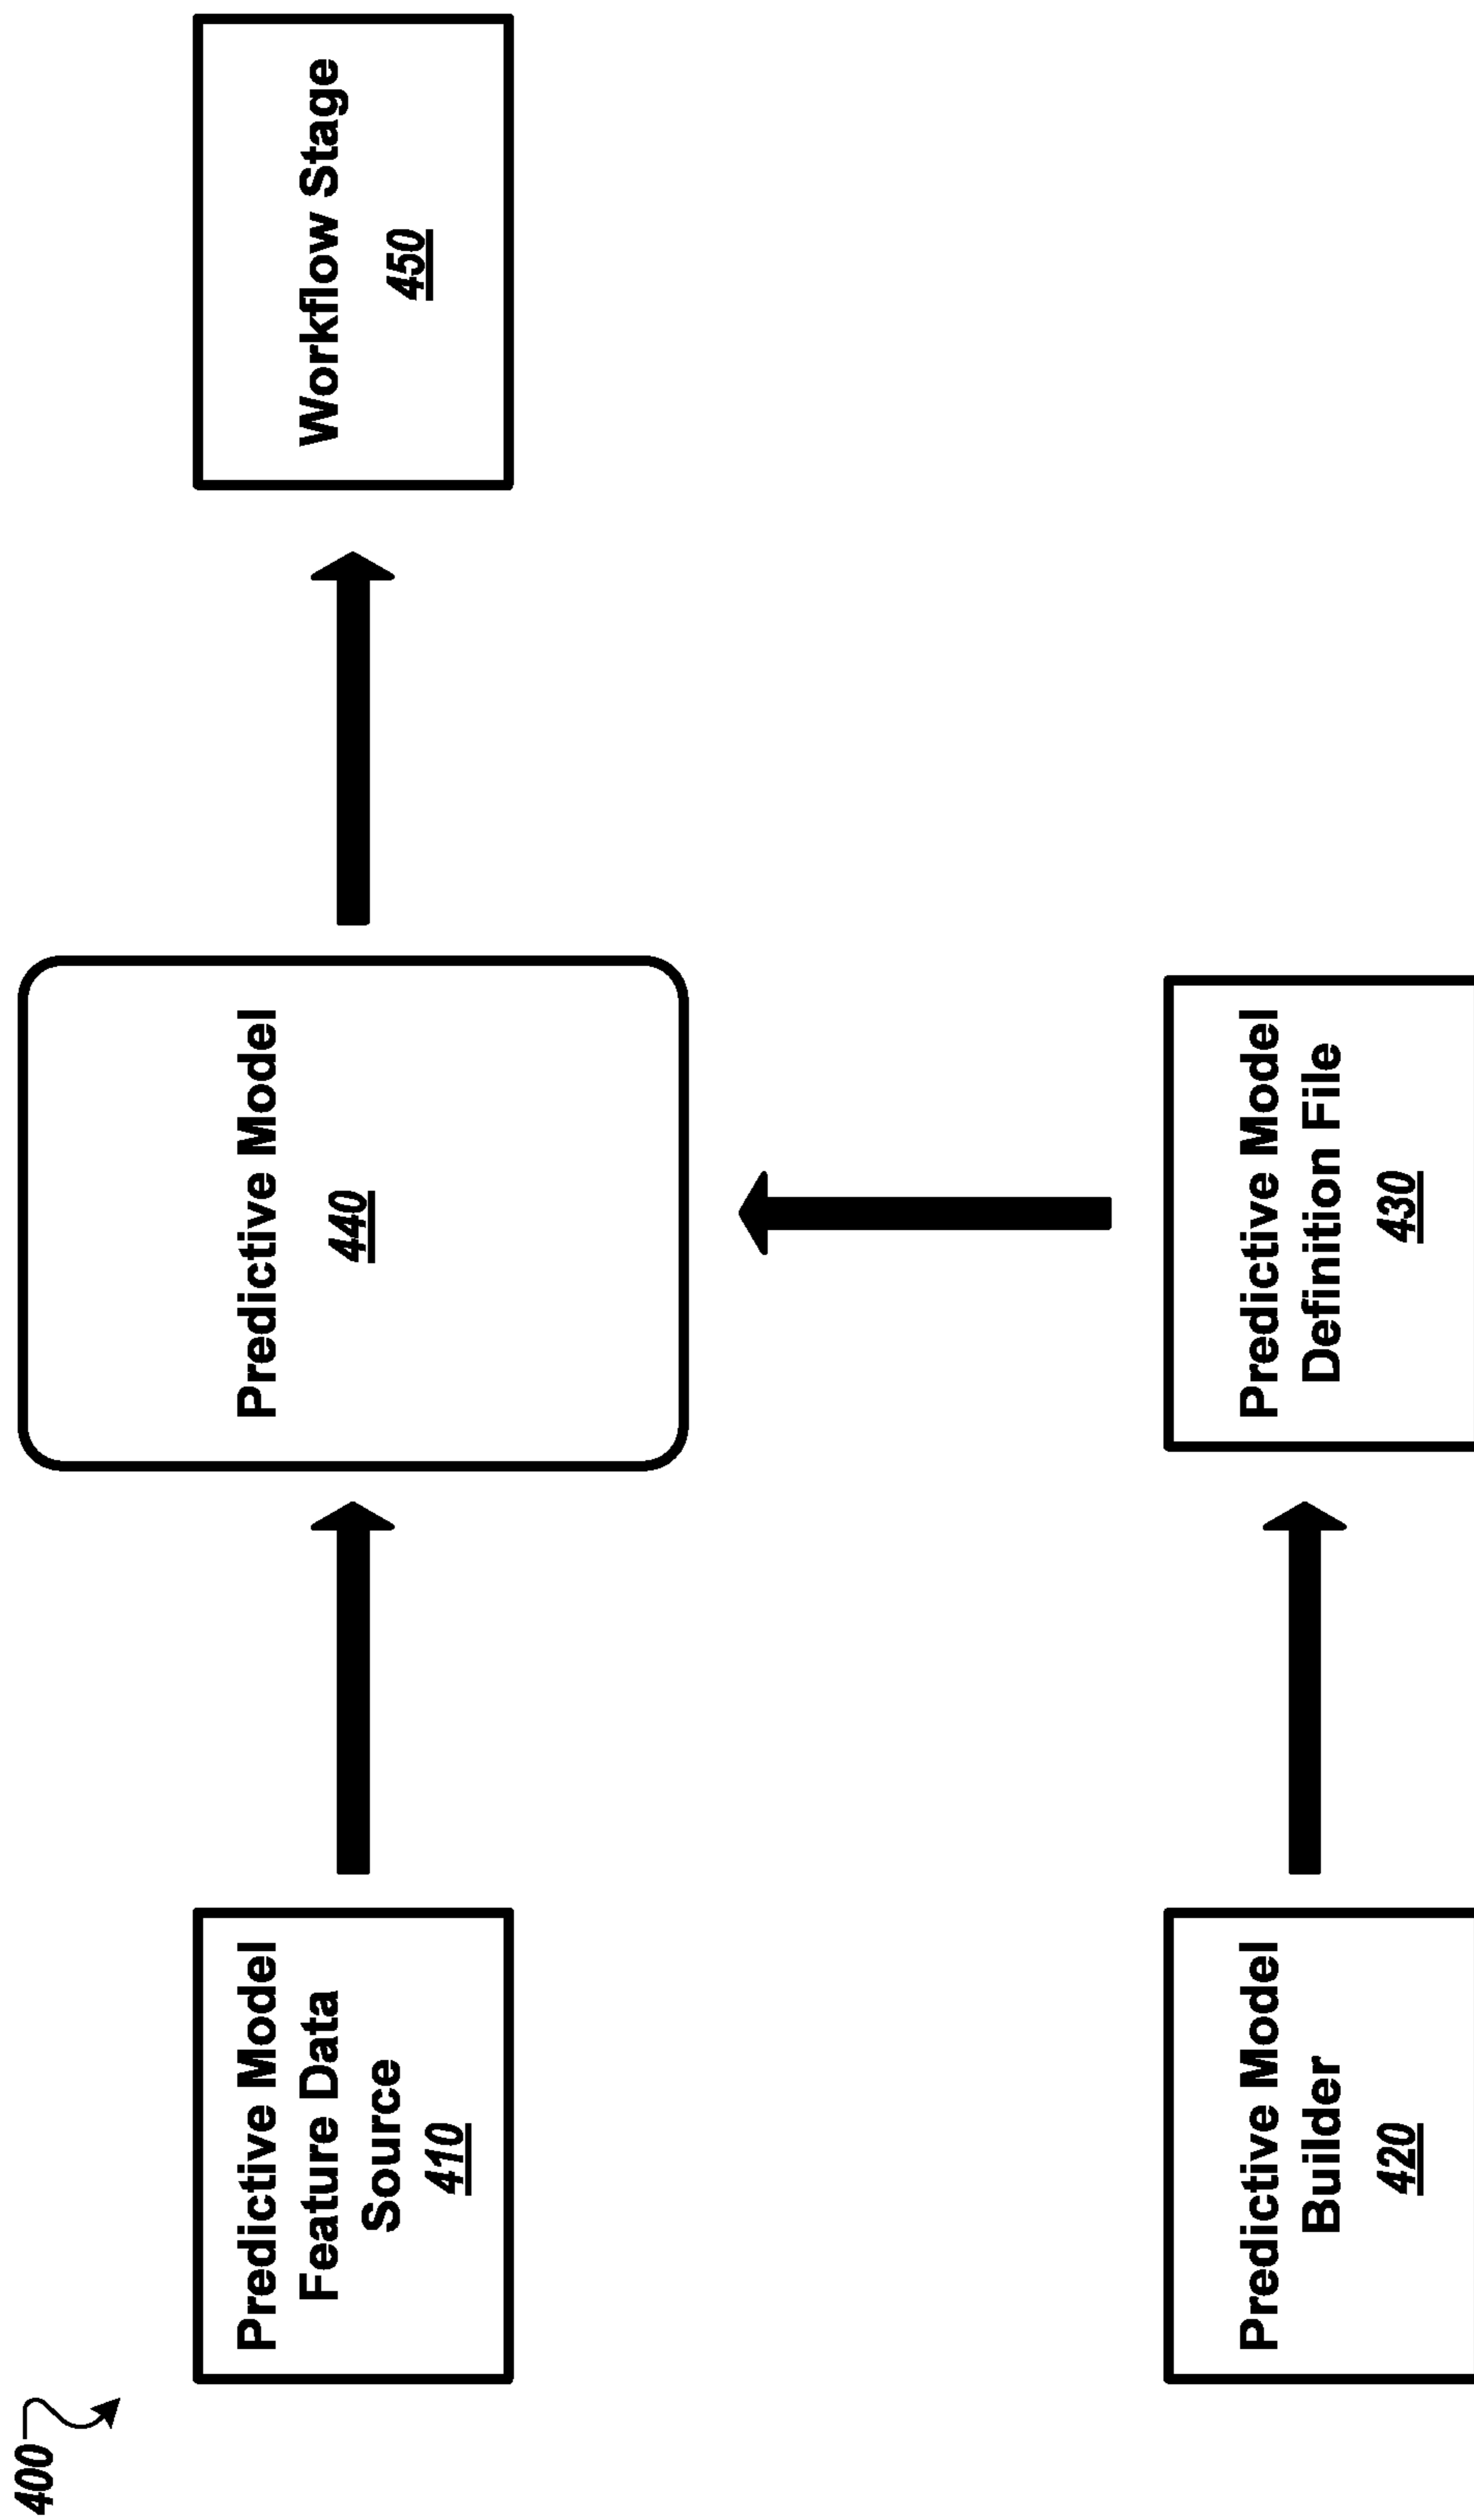 400
Predictive Model
Feature Data
Source
410
Predictive Model
440
Workflow Stage
450
Predictive Model
Builder
420
Predictive Model
Definition File
430